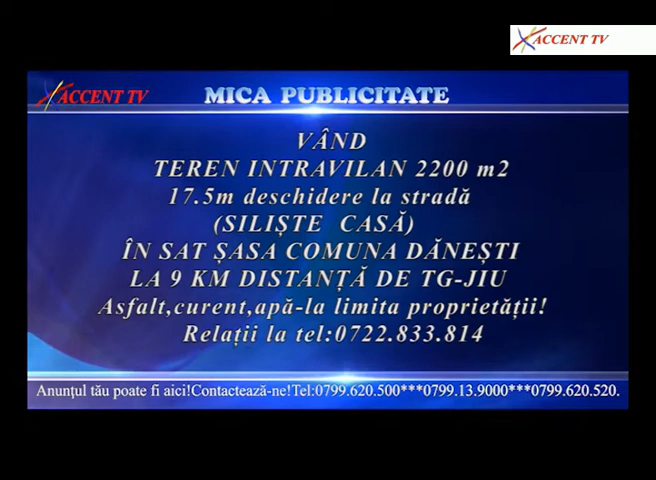 ACCENT TV
ACCENT TV
MICA PUBLICITATE
VÂND
TEREN INTRAVILAN 2200 m2
17.5m deschidere la stradă
(SILIȘTE CASĂ)
ÎN SAT ȘASA COMUNA DĂNEȘTI
LA 9 KM DISTANȚĂ DE TG-JIU
Asfalt,curent,apă-la limita proprietății!
Relații la tel:0722.833.814
Anunțul tău poate fi aici!Contactează-ne!Tel:0799.620.500***0799.13.9000***0799.620.520.